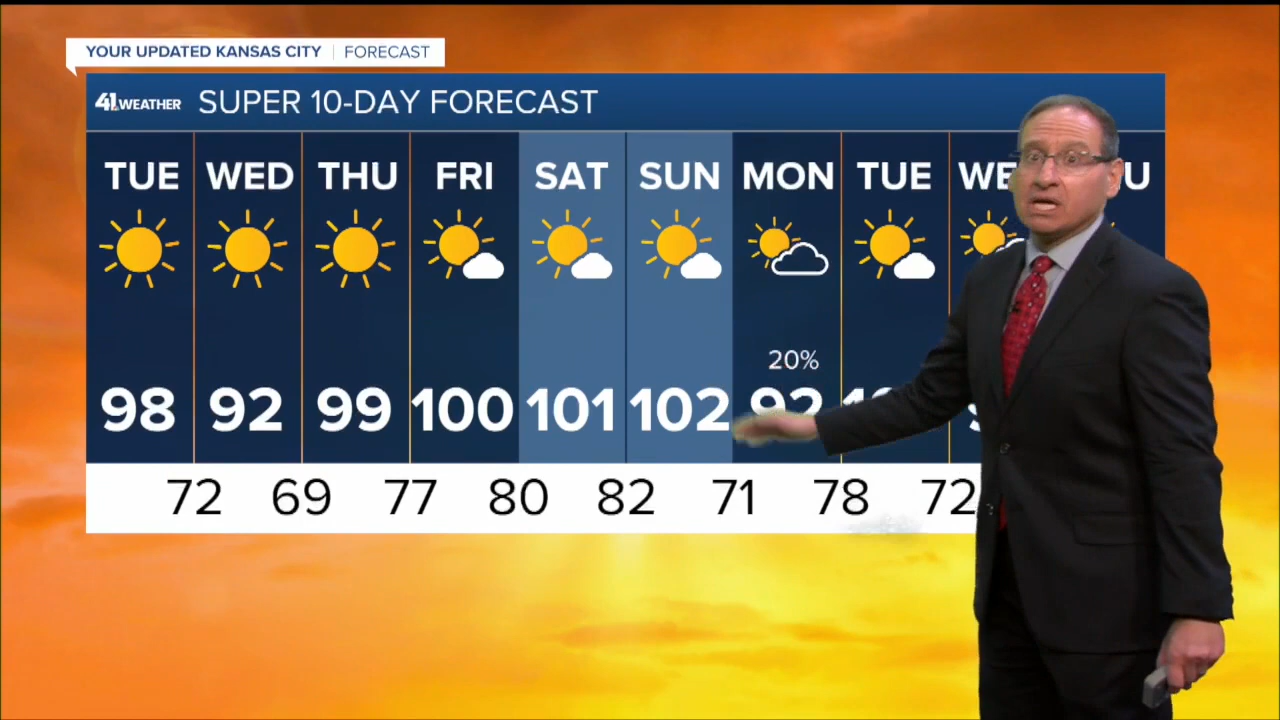 YOUR UPDATED KANSAS CITY | FORECAST
41 WEATHER SUPER 10-DAY FORECAST
TUE WED THU FRI SAT SUN MON TUE
20%
98 92 99 100 101 102 92
72 69 77 80 82 71 78 72